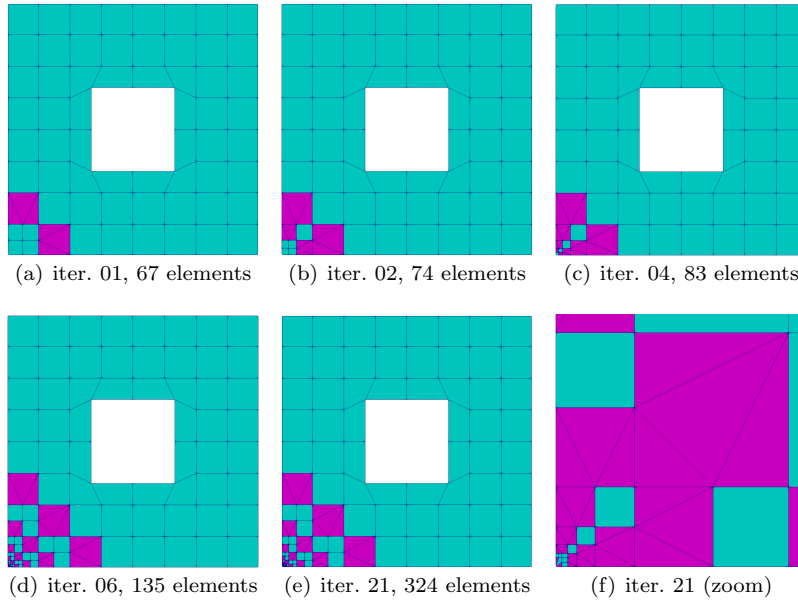 (a) iter. 01, 67 elements
(b) iter. 02, 74 elements
(c) iter. 04, 83 elements
(d) iter. 06, 135 elements
(e) iter. 21, 324 elements
(f) iter. 21 (zoom)